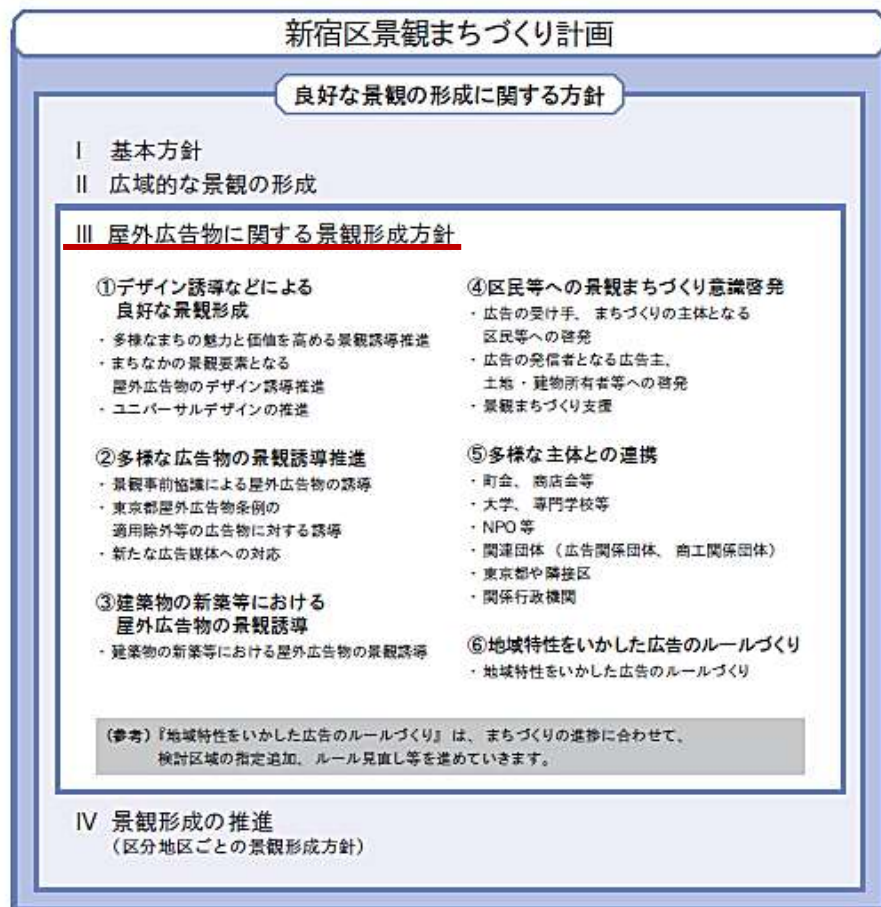 新宿区景観まちづくり計画
良好な景観の形成に関する方針
Ⅰ 基本方針
Ⅱ 広域的な景観の形成
Ⅲ 屋外広告物に関する景観形成方針
①デザイン誘導などによる
良好な景観形成
・多様なまちの魅力と価値を高める景観誘導推進
・まちなかの景観要素となる
屋外広告物のデザイン誘導推進
・ユニバーサルデザインの推進
②多様な広告物の景観誘導推進
・景観事前協議による屋外広告物の誘導
・東京都屋外広告物条例の
適用除外等の広告物に対する誘導
・新たな広告媒体への対応
③建築物の新築等における
屋外広告物の景観誘導
・建築物の新築等における屋外広告物の景観誘導
④区民等への景観まちづくり意識啓発
・広告の受け手、まちづくりの主体となる
区民等への啓発
・広告の発信者となる広告主、
土地・建物所有者等への啓発
・景観まちづくり支援
⑤多様な主体との連携
・町会、商店会等
・大学、専門学校等
・NPO等
・関連団体（広告関係団体、商工関係団体）
・東京都や隣接区
・関係行政機関
⑥地域特性をいかした広告のルールづくり
・地域特性をいかした広告のルールづくり
（参考）『地域特性をいかした広告のルールづくり』は、まちづくりの進捗に合わせて、
検討区域の指定追加、ルール見直し等を進めていきます。
Ⅳ 景観形成の推進
（区分地区ごとの景観形成方針）